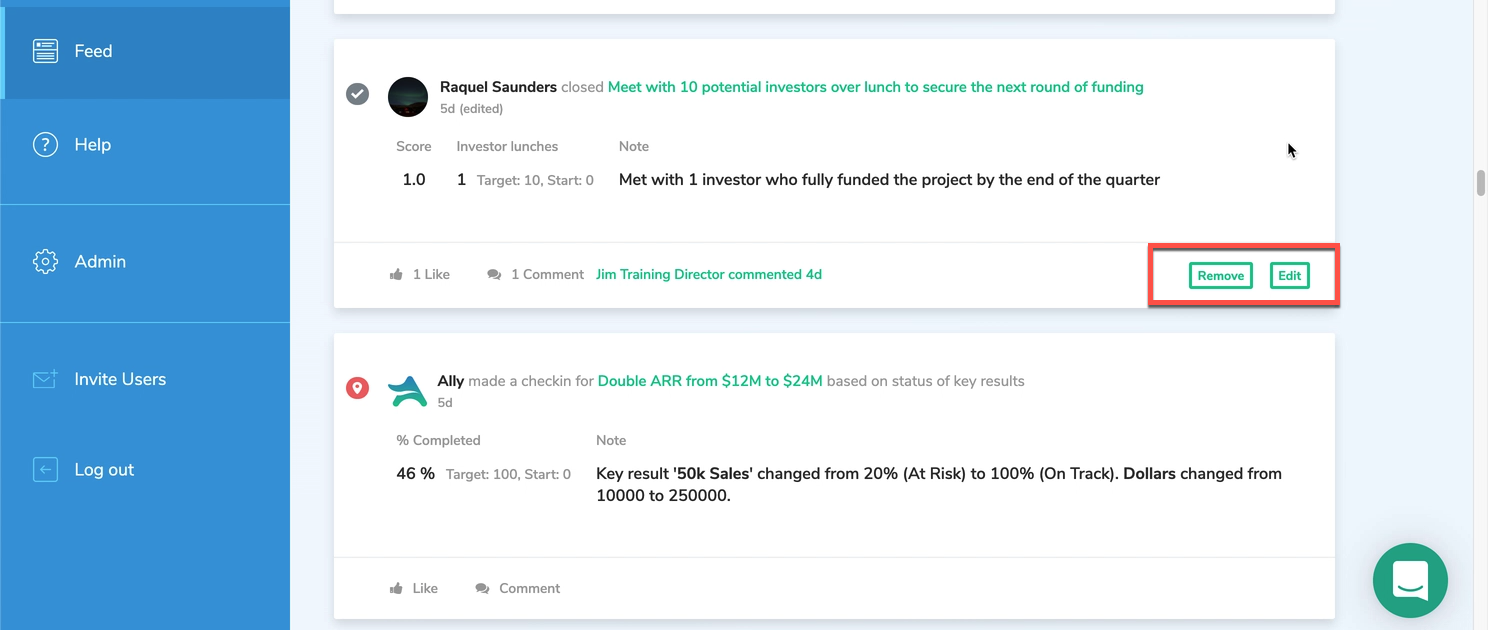 Feed
Help
Admin
Invite Users
Log out
Raquel Saunders closed Meet with 10 potential investors over lunch to secure the next round of funding
5d (edited)
Score Investor lunches Note
1.0 1 Target: 10, Start: 0 Met with 1 investor who fully funded the project by the end of the quarter
1 Like 1 Comment Jim Training Director commented 4d Remove Edit
Ally made a checkin for Double ARR from $12M to $24M based on status of key results
5d
% Completed Note
46 % Target: 100, Start: 0 Key result '50k Sales' changed from 20% (At Risk) to 100% (On Track). Dollars changed from
10000 to 250000.
Like Comment